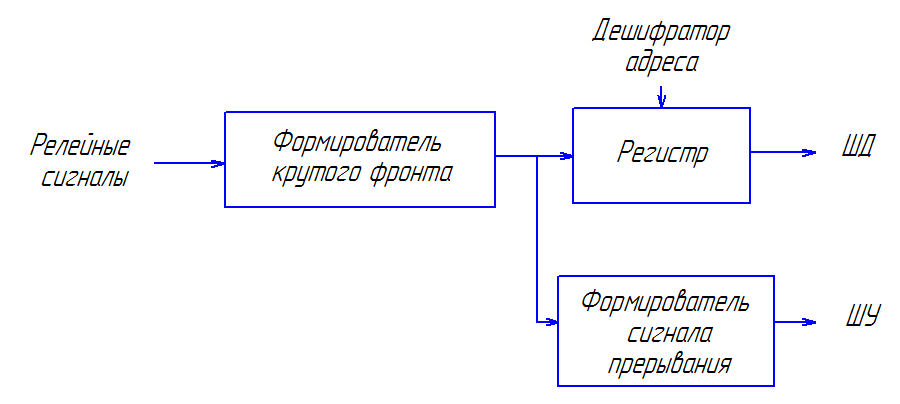 Дешифратор
адреса
Релейные
сигналы
Формирователь
крутого фронта
Регистр
ШД
Формирователь
сигнала
прерывания
ШУ